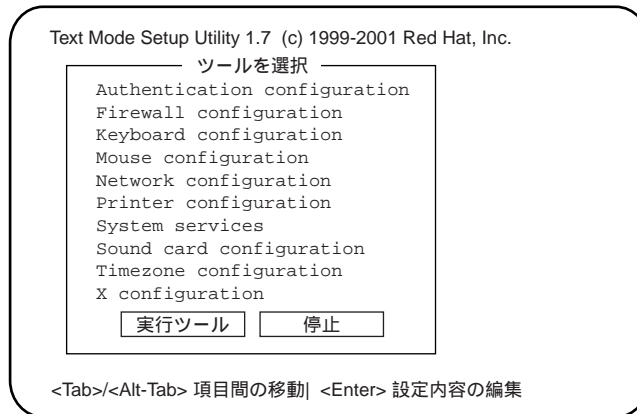 Text Mode Setup Utility 1.7 (c) 1999-2001 Red Hat, Inc.
ツールを選択
Authentication configuration
Firewall configuration
Keyboard configuration
Mouse configuration
Network configuration
Printer configuration
System services
Sound card configuration
Timezone configuration
X configuration
実行ツール 停止
<Tab>/<Alt-Tab> 項目間の移動| <Enter> 設定内容の編集